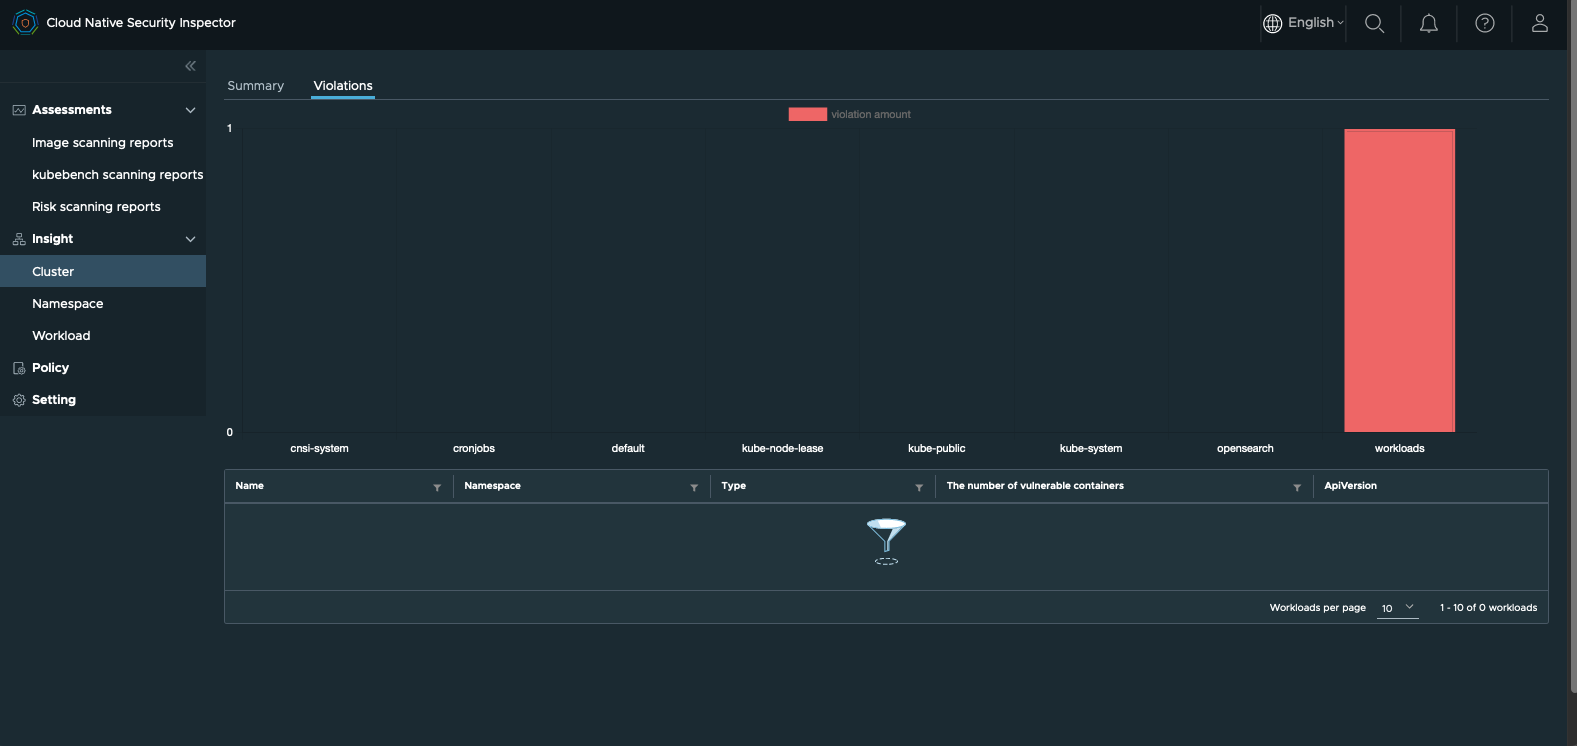 Cloud Native Security Inspector
English
Assessments
Image scanning reports
kubebench scanning reports
Risk scanning reports
Insight
Cluster
Namespace
Workload
Policy
Setting
Summary
Violations
violation amount
1
0
cnsi-system
cronjobs
default
kube-node-lease
kube-public
kube-system
opensearch
workloads
Name
Namespace
Type
The number of vulnerable containers
ApiVersion
Workloads per page
10
1 - 10 of 0 workloads